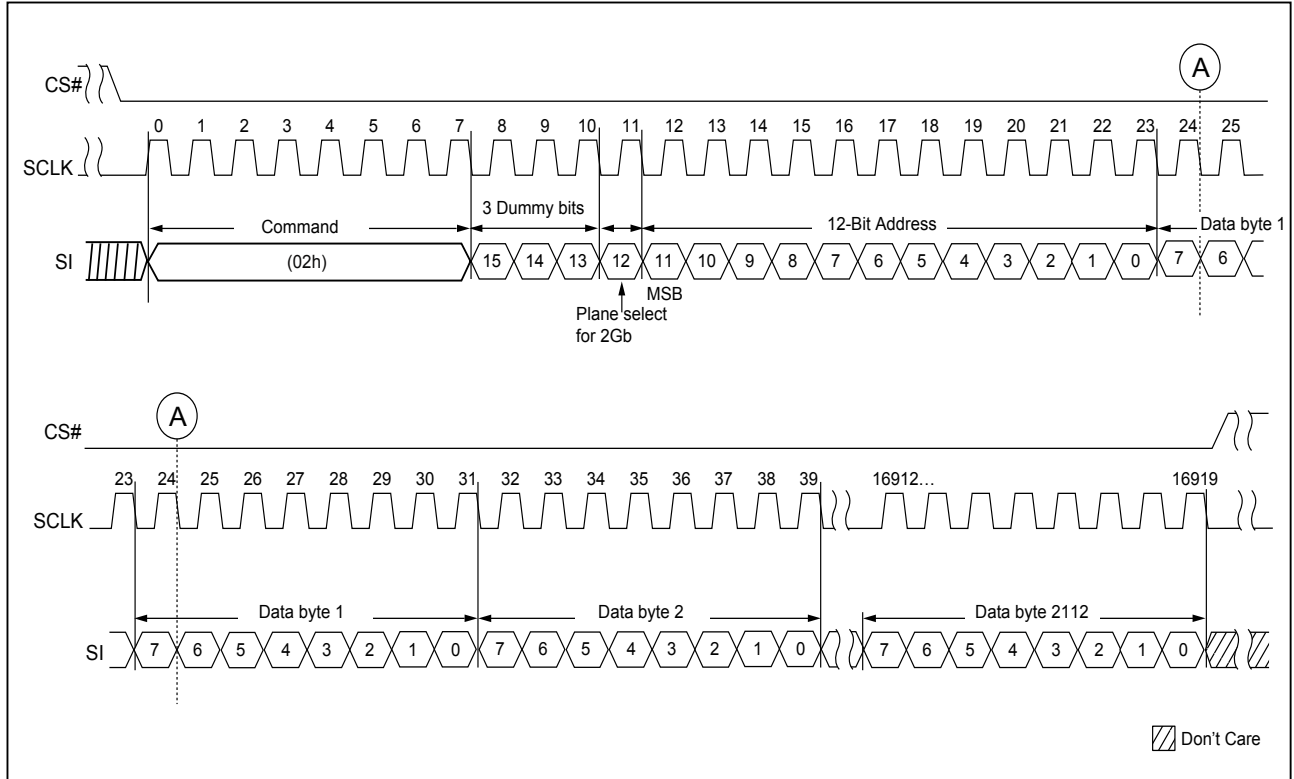 A
CS#
0 1 2 3 4 5 6 7 8 9 10 11 12 13 14 15 16 17 18 19 20 21 22 23 24 25
SCLK
3 Dummy bits
Command 12-Bit Address Data byte 1
SI (02h) 15 14 13 12 11 10 9 8 7 6 5 4 3 2 1 0 7 6
MSB
Plane select
for 2Gb
A
CS#
23 24 25 26 27 28 29 30 31 32 33 34 35 36 37 38 39 16912... 16919
SCLK
Data byte 1 Data byte 2 Data byte 2112
SI 7 6 5 4 3 2 1 0 7 6 5 4 3 2 1 0 7 6 5 4 3 2 1 0
Don't Care